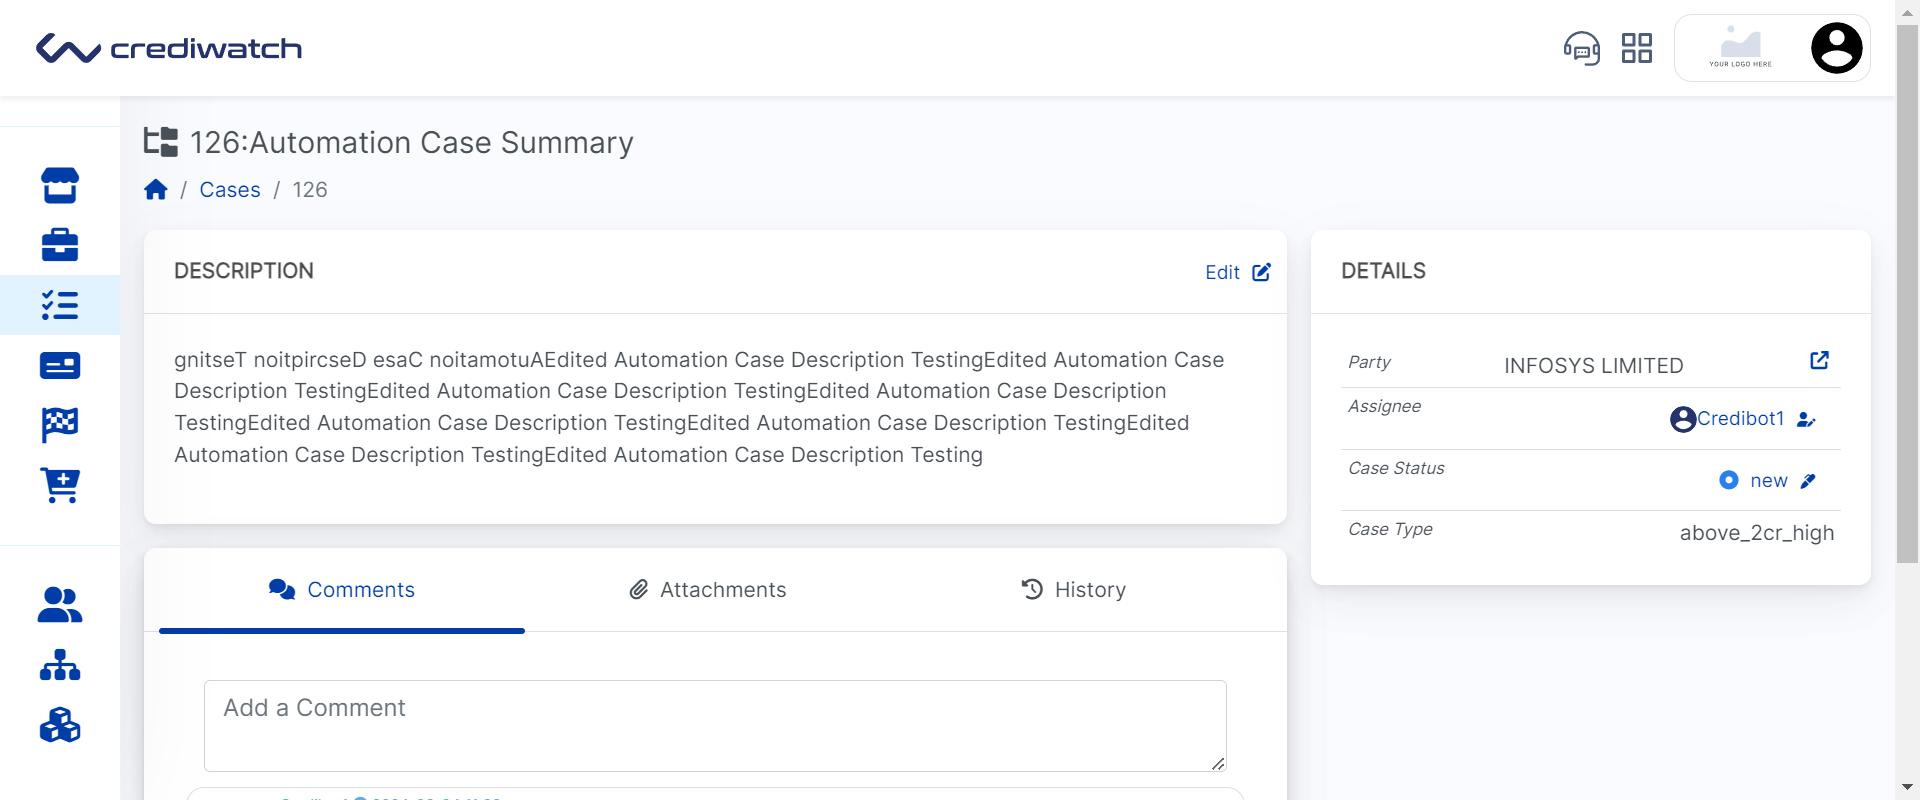 crediwatch
YOUR LOGO HERE
126:Automation Case Summary
/ Cases / 126
DESCRIPTION
Edit
gnitseT noitpircseD esaC noitamotuAEdited Automation Case Description TestingEdited Automation Case
Description TestingEdited Automation Case Description TestingEdited Automation Case Description
TestingEdited Automation Case Description TestingEdited Automation Case Description TestingEdited
Automation Case Description TestingEdited Automation Case Description Testing
DETAILS
Party INFOSYS LIMITED
Assignee Credibot1
Case Status new
Case Type above_2cr_high
Comments Attachments History
Add a Comment